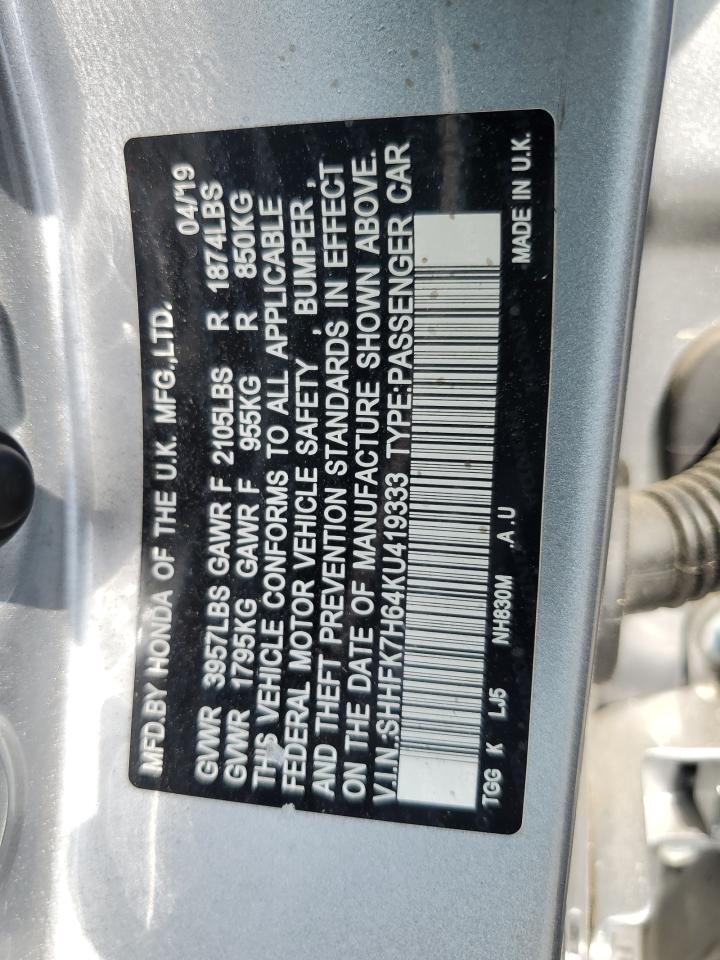 MFD.BY HONDA OF THE U.K. MFG.,LTD. 04/19
GVWR 3957LBS GAWR F 2105LBS R 1874LBS
GVWR 1795KG GAWR F 955KG R 850KG
THIS VEHICLE CONFORMS TO ALL APPLICABLE
FEDERAL MOTOR VEHICLE SAFETY , BUMPER ,
AND THEFT PREVENTION STANDARDS IN EFFECT
ON THE DATE OF MANUFACTURE SHOWN ABOVE.
V.I.N.:SHHFK7H64KU419333 TYPE:PASSENGER CAR
TGG K LJ5 NH830M .A .U MADE IN U.K.